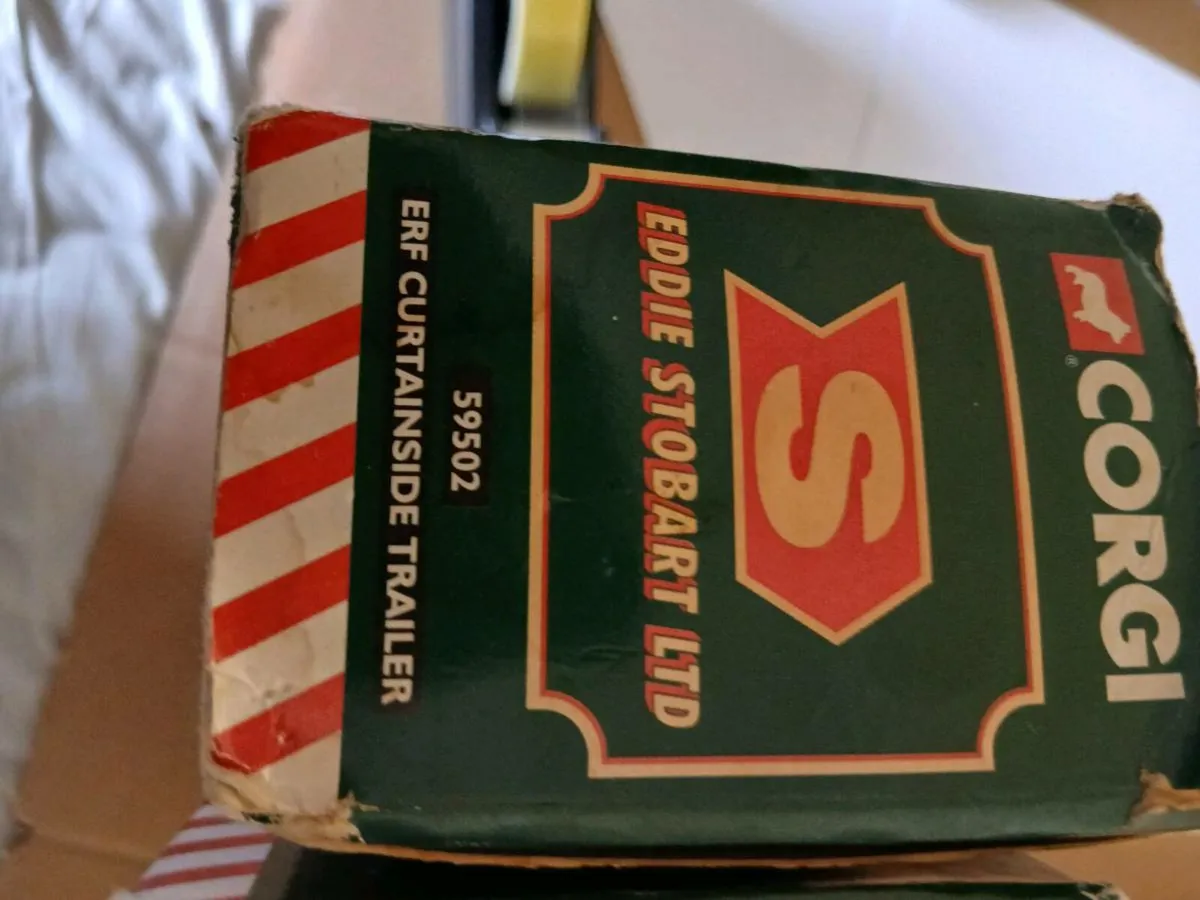 CORGI
®
S
EDDIE STOBART LTD
59502
ERF CURTAINSIDE TRAILER